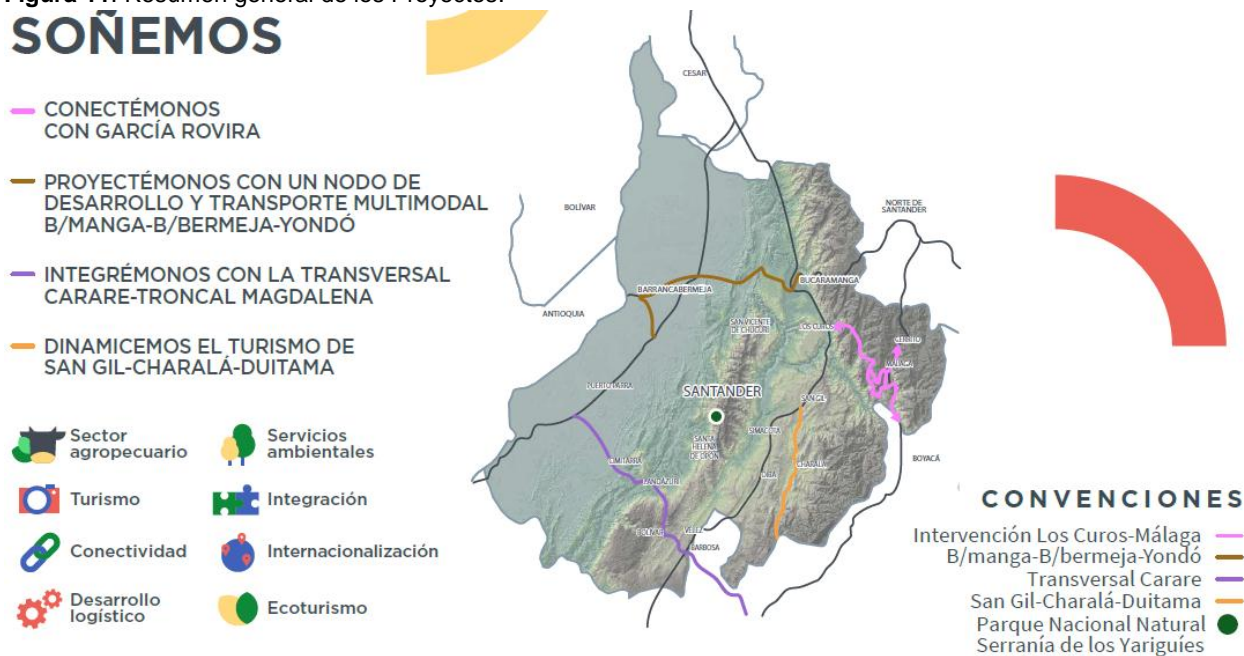 Figura 11. Resumen general de los Proyectos.
SOÑEMOS
CONECTÉMONOS
CON GARCÍA ROVIRA
PROYECTÉMONOS CON UN NODO DE
DESARROLLO Y TRANSPORTE MULTIMODAL
B/MANGA-B/BERMEJA-YONDÓ
INTEGRÉMONOS CON LA TRANSVERSAL
CARARE-TRONCAL MAGDALENA
DINAMICEMOS EL TURISMO DE
SAN GIL-CHARALÁ-DUITAMA
Sector
agropecuario
Servicios
ambientales
Turismo
Integración
Conectividad
Internacionalización
Desarrollo
logístico
Ecoturismo
CESAR
BOLÍVAR
NORTE DE
SANTANDER
BARRANCABERMEJA
BUCARAMANGA
ANTIOQUIA
SAN VICENTE
DE CHUCURÍ
LOS CUROS
CERRITO
MÁLAGA
PUERTO PARRA
SANTANDER
SAN GIL
SIMACOTA
SANTA
HELENA
DE OPÓN
CIMITARRA
CHARALÁ
OIBA
BOYACÁ
LANDÁZURI
BOLÍVAR
VÉLEZ
BARBOSA
CONVENCIONES
Intervención Los Curos-Málaga
B/manga-B/bermeja-Yondó
Transversal Carare
San Gil-Charalá-Duitama
Parque Nacional Natural
Serranía de los Yariguíes